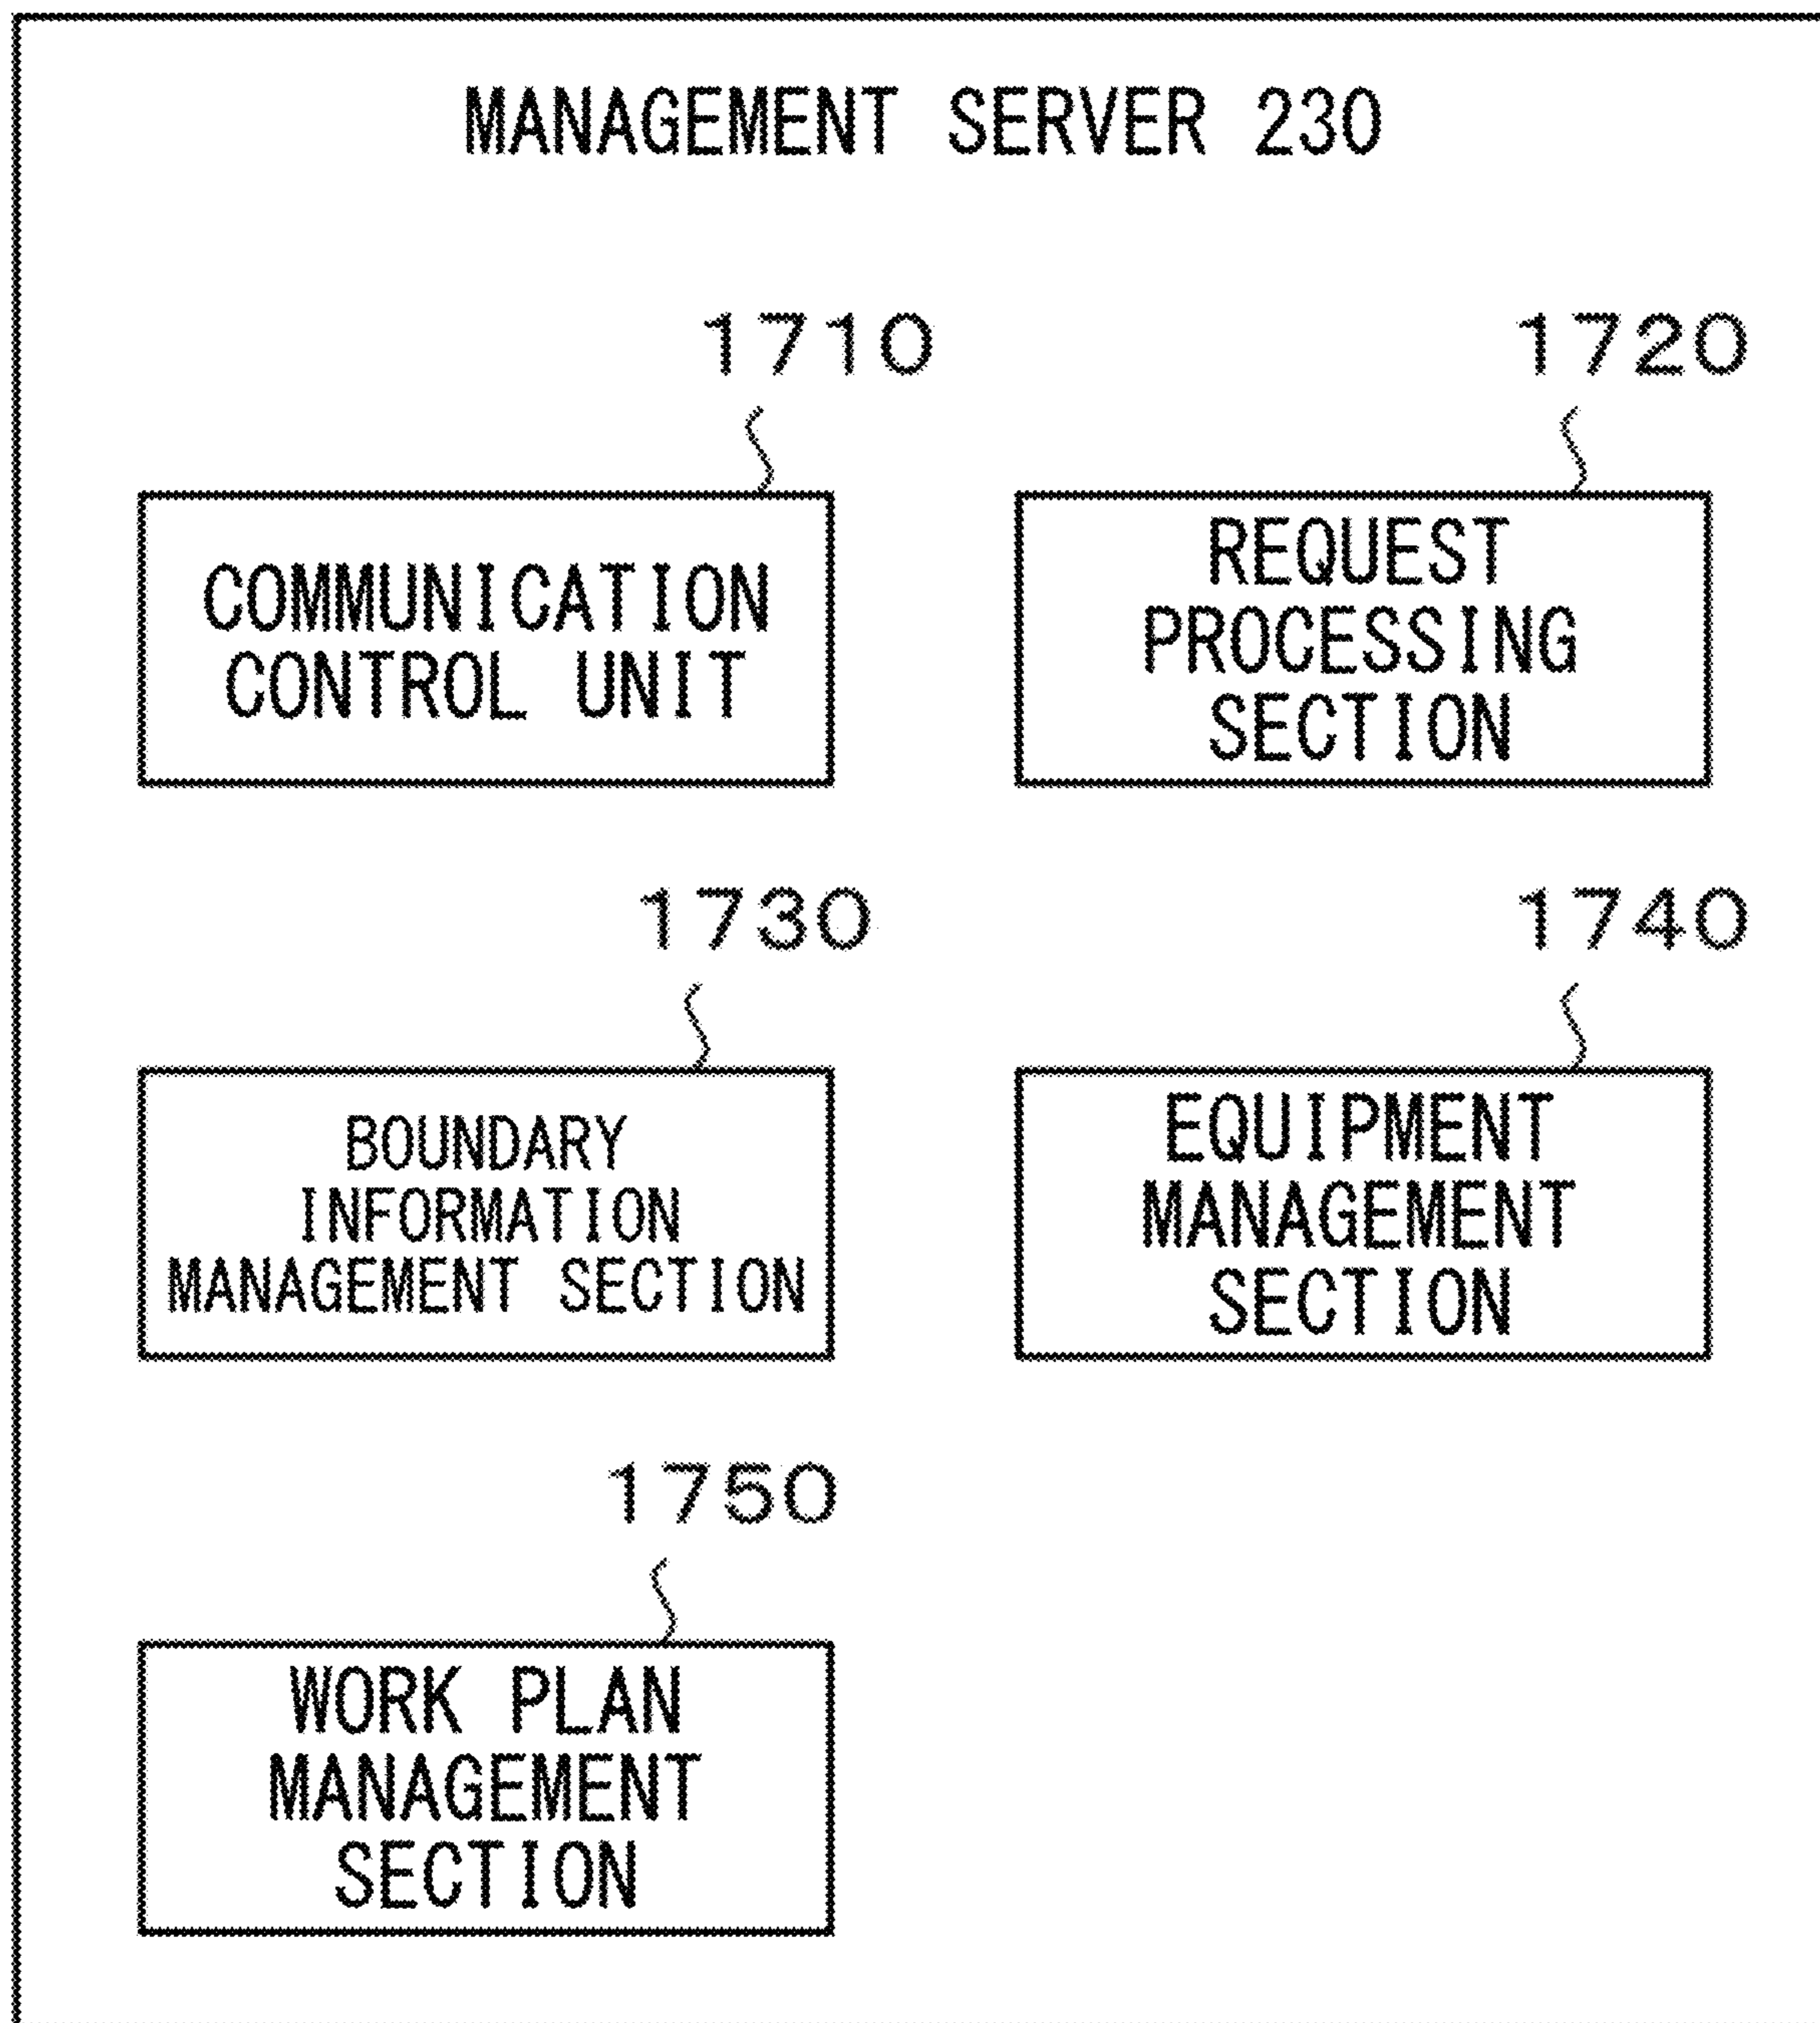 MANAGEMENT SERVER 230
1710
COMMUNICATION
CONTROL UNIT
1720
REQUEST
PROCESSING
SECTION
1730
BOUNDARY
INFORMATION
MANAGEMENT SECTION
1740
EQUIPMENT
MANAGEMENT
SECTION
1750
WORK PLAN
MANAGEMENT
SECTION